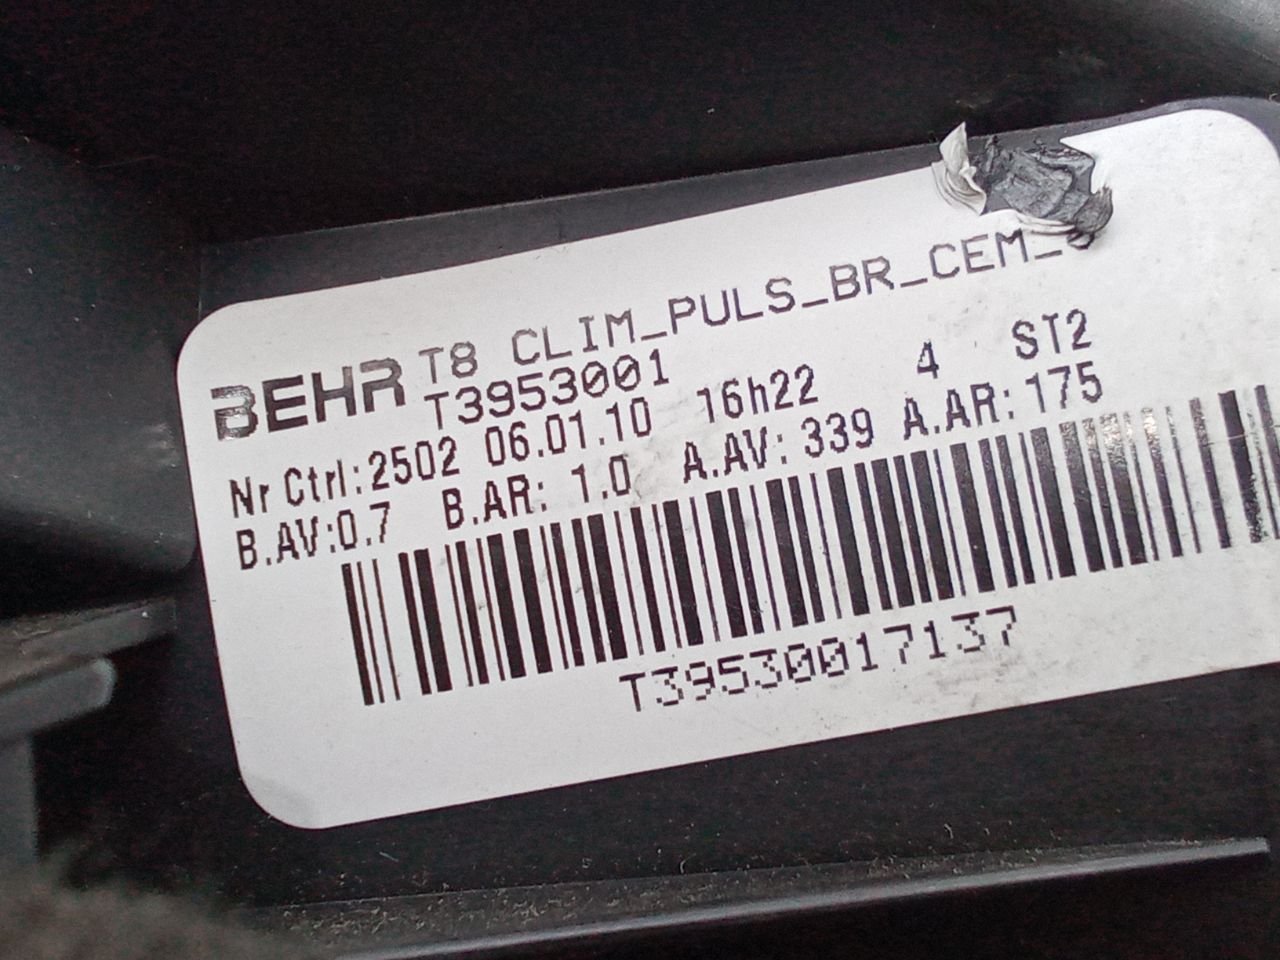 BEHR T8 CLIM_PULS_BR_CEM_
T3953001
Nr Ctrl:2502 06.01.10 16h22 4 ST2
B.AV:0.7 B.AR: 1.0 A.AV: 339 A.AR: 175
T39530017137